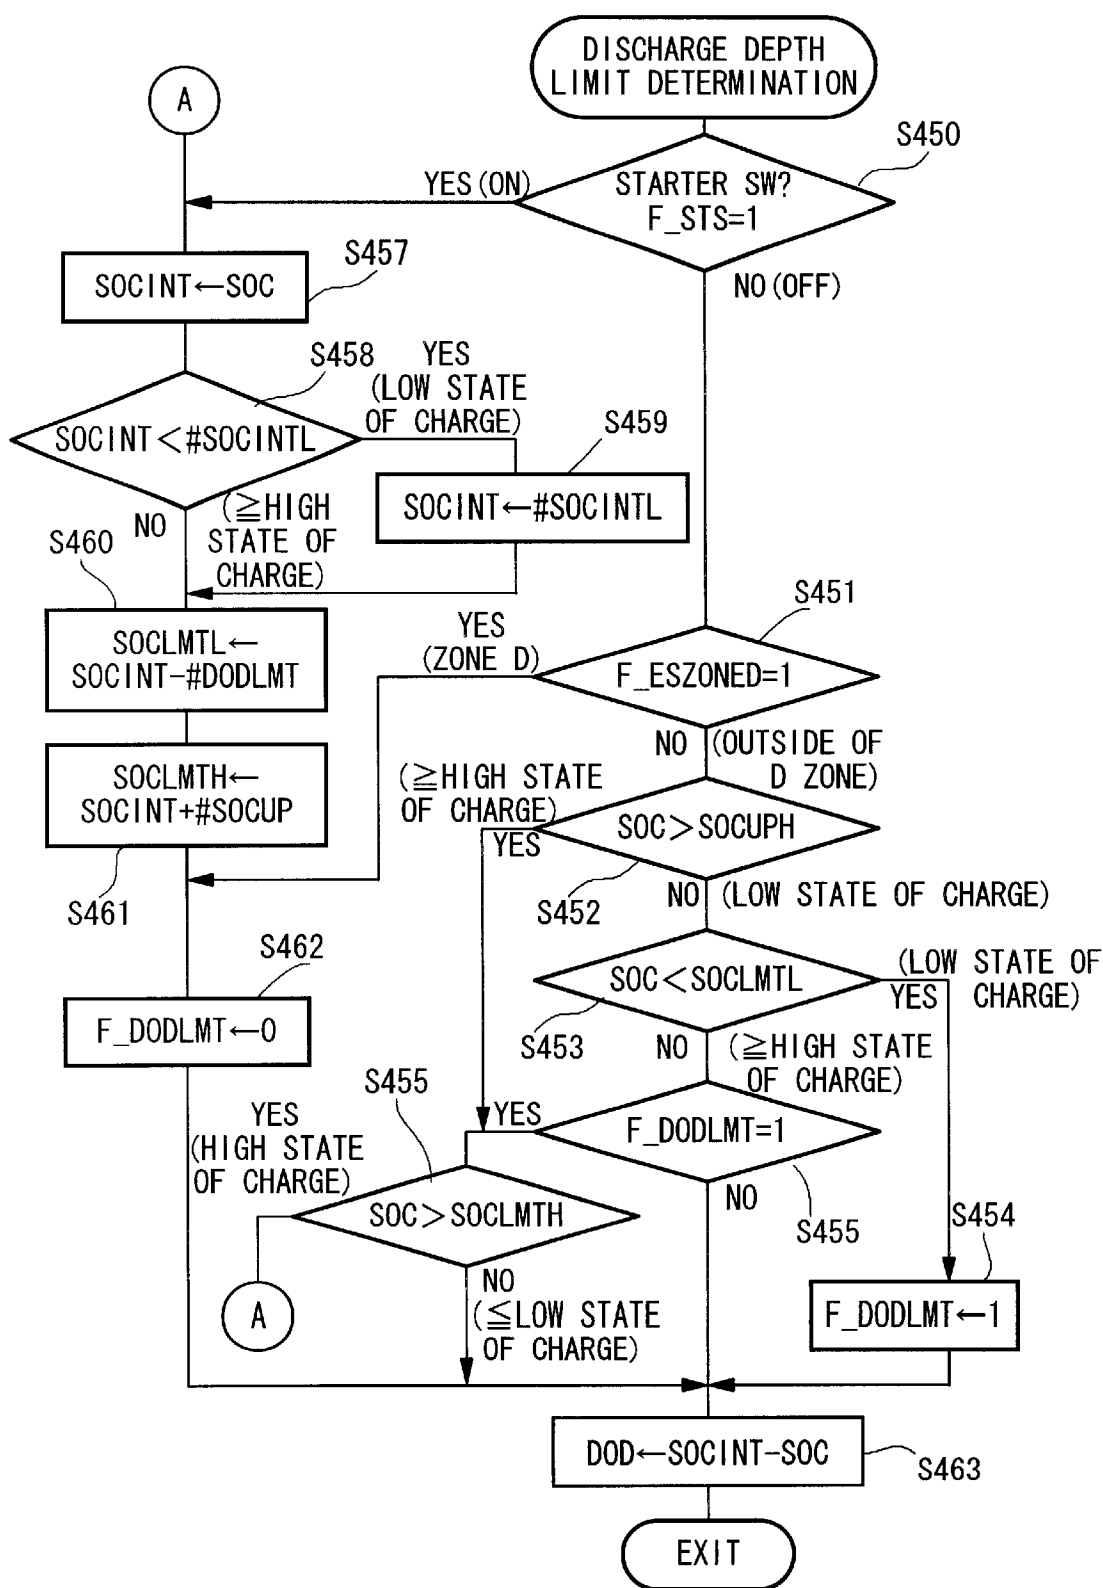 DISCHARGE DEPTH
LIMIT DETERMINATION
A
S450
STARTER SW?
F_STS=1
YES(ON)
NO(OFF)
S457
SOCINT←SOC
S458
YES
(LOW STATE
OF CHARGE)
SOCINT<#SOCINTL
S459
SOCINT←#SOCINTL
NO
(≧HIGH
STATE OF
CHARGE)
S460
SOCLMTL←
SOCINT-#DODLMT
S451
YES
(ZONE D)
F_ESZONED=1
NO
(OUTSIDE OF
D ZONE)
SOCLMTH←
SOCINT+#SOCUP
S461
(≧HIGH STATE
OF CHARGE)
YES
SOC>SOCUPH
S452
NO
(LOW STATE OF CHARGE)
S462
F_DODLMT←0
SOC<SOCLMTL
(LOW STATE OF
CHARGE)
YES
S453
NO
(≧HIGH STATE
OF CHARGE)
S455
YES
F_DODLMT=1
S455
NO
YES
(HIGH STATE
OF CHARGE)
SOC>SOCLMTH
A
NO
(≦LOW STATE
OF CHARGE)
S454
F_DODLMT←1
DOD←SOCINT-SOC
S463
EXIT